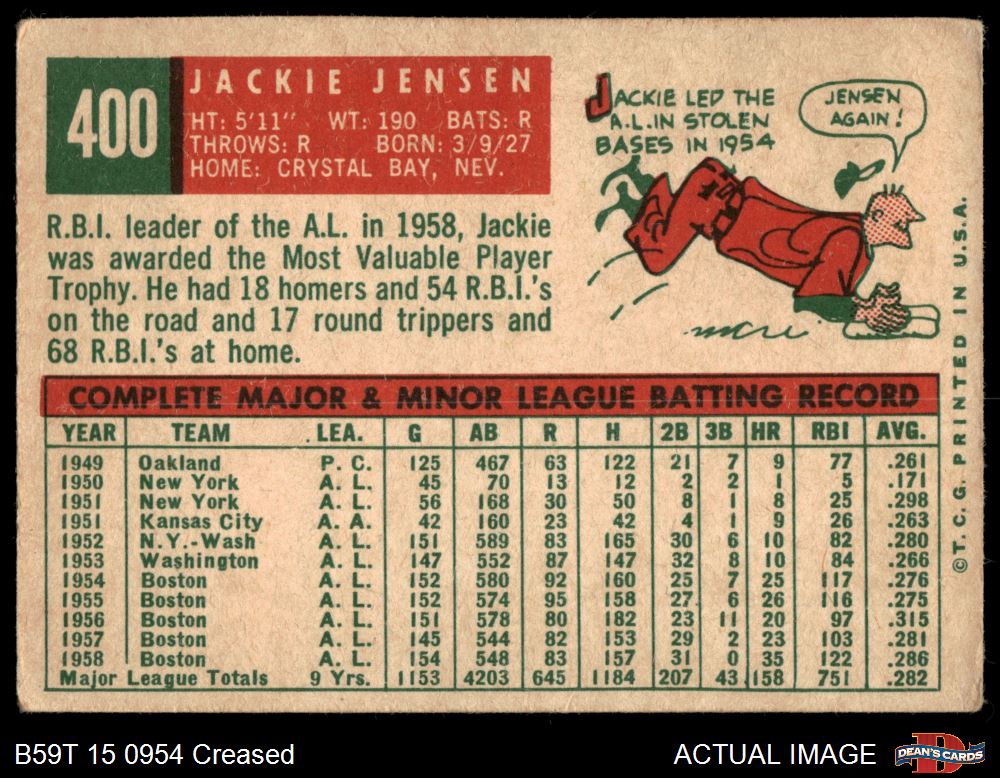 400
JACKIE JENSEN
HT: 5'11" WT: 190 BATS: R
THROWS: R BORN: 3/9/27
HOME: CRYSTAL BAY, NEV.
JACKIE LED THE
A.L. IN STOLEN
BASES IN 1954
JENSEN
AGAIN!
R.B.I. leader of the A.L. in 1958, Jackie
was awarded the Most Valuable Player
Trophy. He had 18 homers and 54 R.B.I.'s
on the road and 17 round trippers and
68 R.B.I.'s at home.
COMPLETE MAJOR & MINOR LEAGUE BATTING RECORD
YEAR TEAM LEA. G AB R H 2B 3B HR RBI AVG.
1949 Oakland P. C. 125 467 63 122 21 7 9 77 .261
1950 New York A. L. 45 70 13 12 2 2 1 5 .171
1951 New York A. L. 56 168 30 50 8 1 8 25 .298
1951 Kansas City A. A. 42 160 23 42 4 1 9 26 .263
1952 N.Y.-Wash A. L. 151 589 83 165 30 6 10 82 .280
1953 Washington A. L. 147 552 87 147 32 8 10 84 .266
1954 Boston A. L. 152 580 92 160 25 7 25 117 .276
1955 Boston A. L. 152 574 95 158 27 6 26 116 .275
1956 Boston A. L. 151 578 80 182 23 11 20 97 .315
1957 Boston A. L. 145 544 82 153 29 2 23 103 .281
1958 Boston A. L. 154 548 83 157 31 0 35 122 .286
Major League Totals 9 Yrs. 1153 4203 645 1184 207 43 158 751 .282
©T. C. G. PRINTED IN U.S.A.
B59T 15 0954 Creased
ACTUAL IMAGE
DEAN'S CARDS